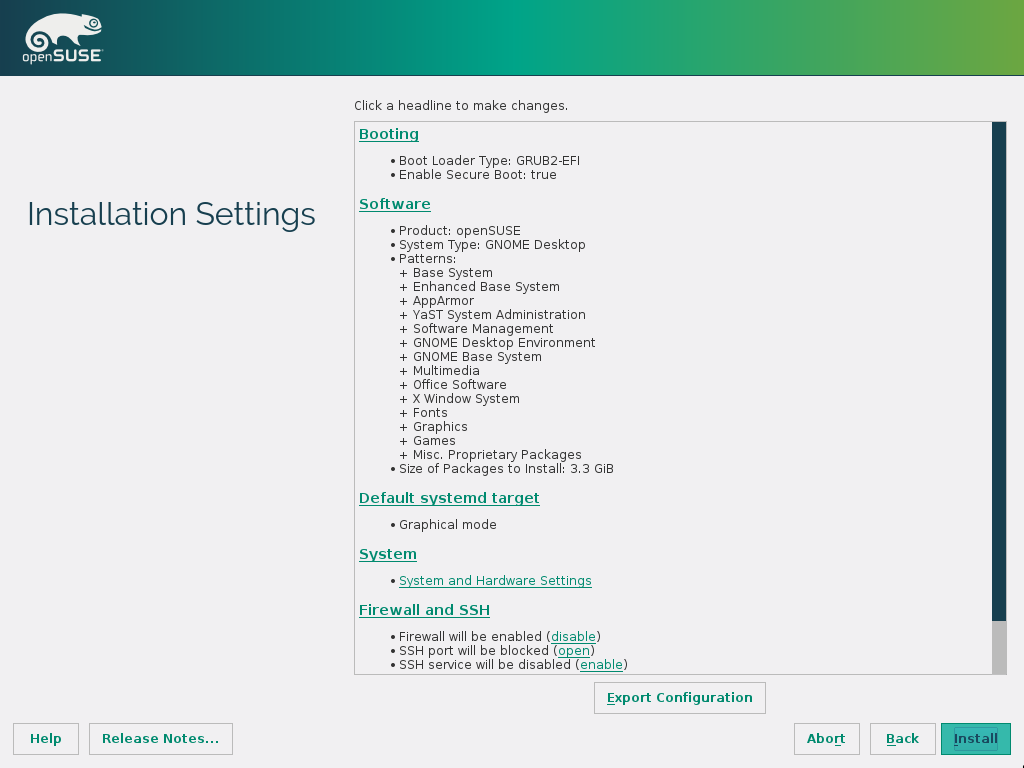 openSUSE
Click a headline to make changes.
Installation Settings
Booting
• Boot Loader Type: GRUB2-EFI
• Enable Secure Boot: true
Software
• Product: openSUSE
• System Type: GNOME Desktop
• Patterns:
+ Base System
+ Enhanced Base System
+ AppArmor
+ YaST System Administration
+ Software Management
+ GNOME Desktop Environment
+ GNOME Base System
+ Multimedia
+ Office Software
+ X Window System
+ Fonts
+ Graphics
+ Games
+ Misc. Proprietary Packages
• Size of Packages to Install: 3.3 GiB
Default systemd target
• Graphical mode
System
• System and Hardware Settings
Firewall and SSH
• Firewall will be enabled (disable)
• SSH port will be blocked (open)
• SSH service will be disabled (enable)
Export Configuration
Help Release Notes... Abort Back Install